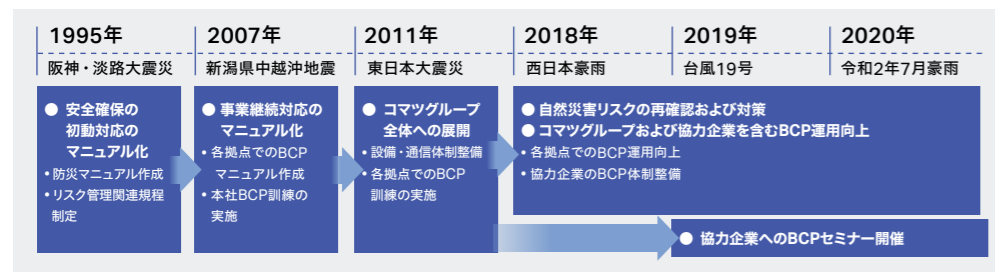 1995年
阪神・淡路大震災
2007年
新潟県中越沖地震
2011年
東日本大震災
2018年
西日本豪雨
2019年
台風19号
2020年
令和2年7月豪雨
● 安全確保の
初動対応の
マニュアル化
・防災マニュアル作成
・リスク管理関連規程
制定
● 事業継続対応の
マニュアル化
・各拠点でのBCP
マニュアル作成
・本社BCP訓練の
実施
● コマツグループ
全体への展開
・設備・通信体制整備
・各拠点でのBCP
訓練の実施
● 自然災害リスクの再確認および対策
● コマツグループおよび協力企業を含むBCP運用向上
・各拠点でのBCP運用向上
・協力企業のBCP体制整備
● 協力企業へのBCPセミナー開催